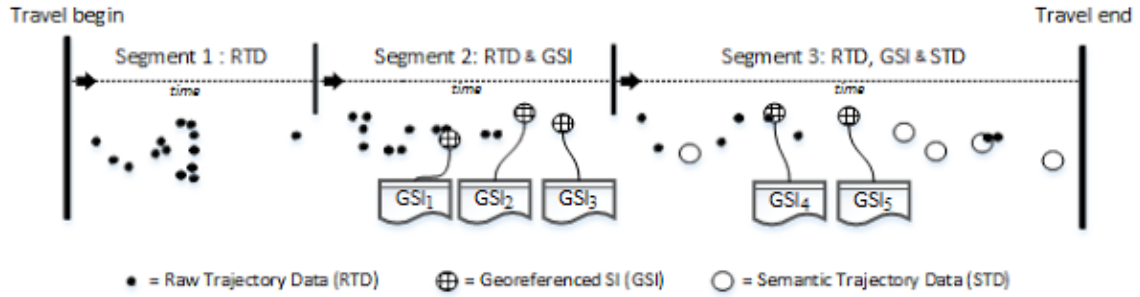 Travel begin
Travel end
Segment 1 : RTD
Segment 2: RTD & GSI
Segment 3: RTD, GSI & STD
time
time
time
GSI1
GSI2
GSI3
GSI4
GSI5
= Raw Trajectory Data (RTD)
= Georeferenced SI (GSI)
= Semantic Trajectory Data (STD)